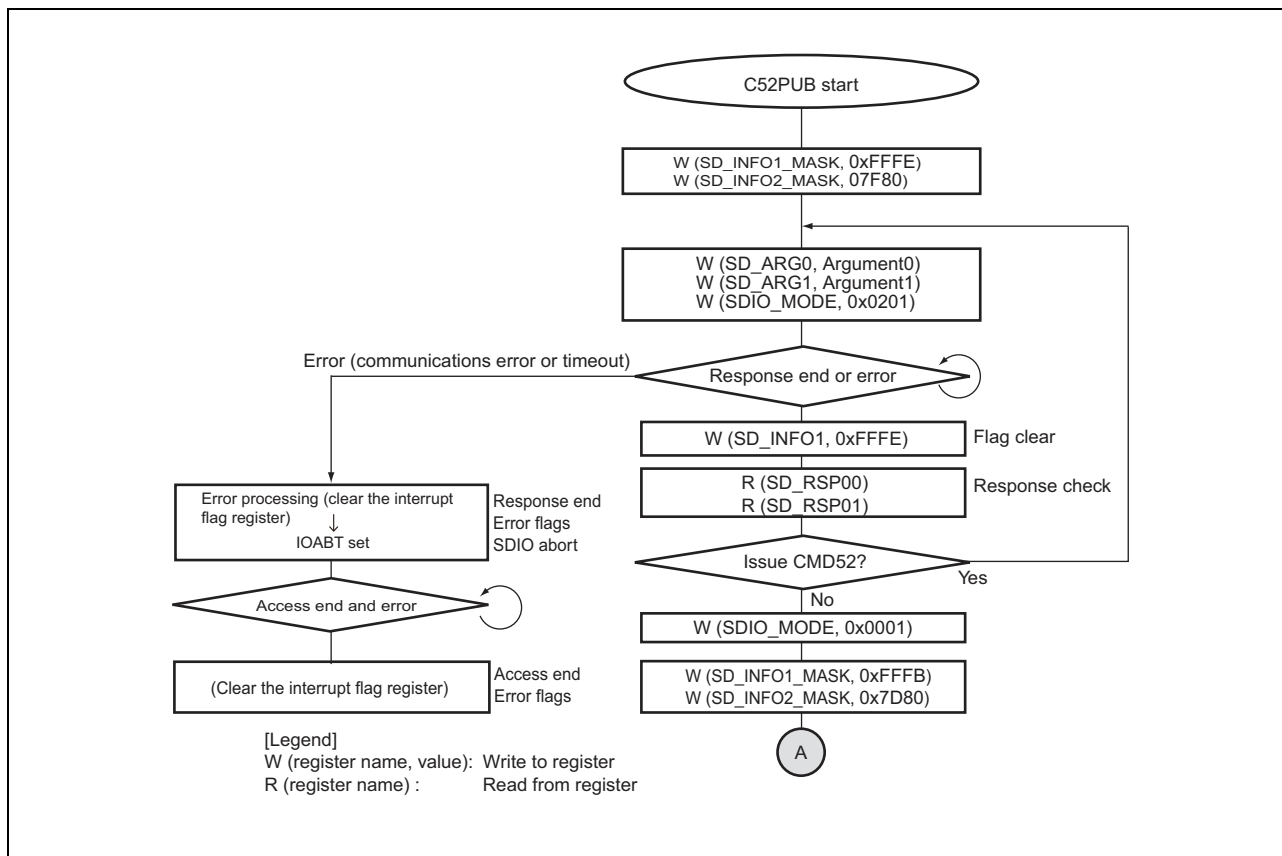 C52PUB start
W (SD_INFO1_MASK, 0xFFFE)
W (SD_INFO2_MASK, 07F80)
W (SD_ARG0, Argument0)
W (SD_ARG1, Argument1)
W (SDIO_MODE, 0x0201)
Error (communications error or timeout)
Response end or error
W (SD_INFO1, 0xFFFE)
Flag clear
R (SD_RSP00)
R (SD_RSP01)
Response check
Error processing (clear the interrupt
flag register)
↓
IOABT set
Response end
Error flags
SDIO abort
Issue CMD52?
Yes
No
Access end and error
W (SDIO_MODE, 0x0001)
(Clear the interrupt flag register)
Access end
Error flags
W (SD_INFO1_MASK, 0xFFFB)
W (SD_INFO2_MASK, 0x7D80)
A
[Legend]
W (register name, value): Write to register
R (register name) : Read from register